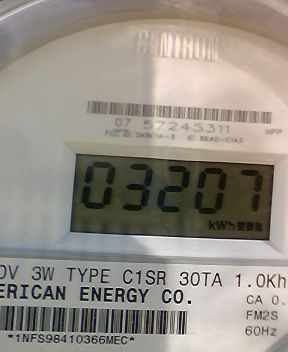 CENTRON
07 57245311
HPP
03207
kWh
0V 3W TYPE C1SR 30TA 1.0Kh
ERICAN ENERGY CO.
CA 0.
FM2S
60Hz
*1NFS98410366MEC*